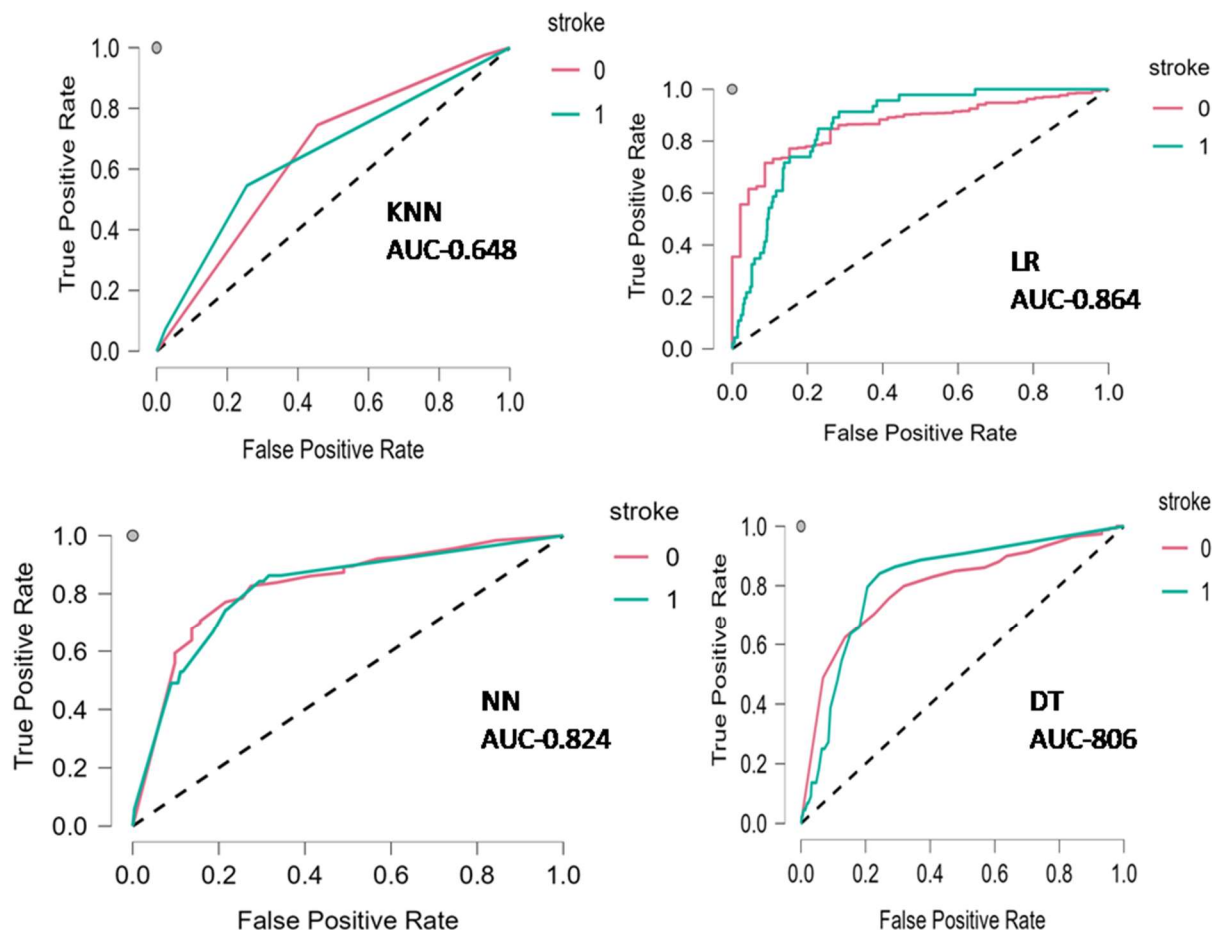 stroke
0
1
1.0
0.8
0.6
0.4
0.2
0.0
True Positive Rate
KNN
AUC-0.648
0.0 0.2 0.4 0.6 0.8 1.0
False Positive Rate
stroke
0
1
1.0
0.8
0.6
0.4
0.2
0.0
True Positive Rate
LR
AUC-0.864
0.0 0.2 0.4 0.6 0.8 1.0
False Positive Rate
stroke
0
1
1.0
0.8
0.6
0.4
0.2
0.0
True Positive Rate
NN
AUC-0.824
0.0 0.2 0.4 0.6 0.8 1.0
False Positive Rate
stroke
0
1
1.0
0.8
0.6
0.4
0.2
0.0
True Positive Rate
DT
AUC-806
0.0 0.2 0.4 0.6 0.8 1.0
False Positive Rate